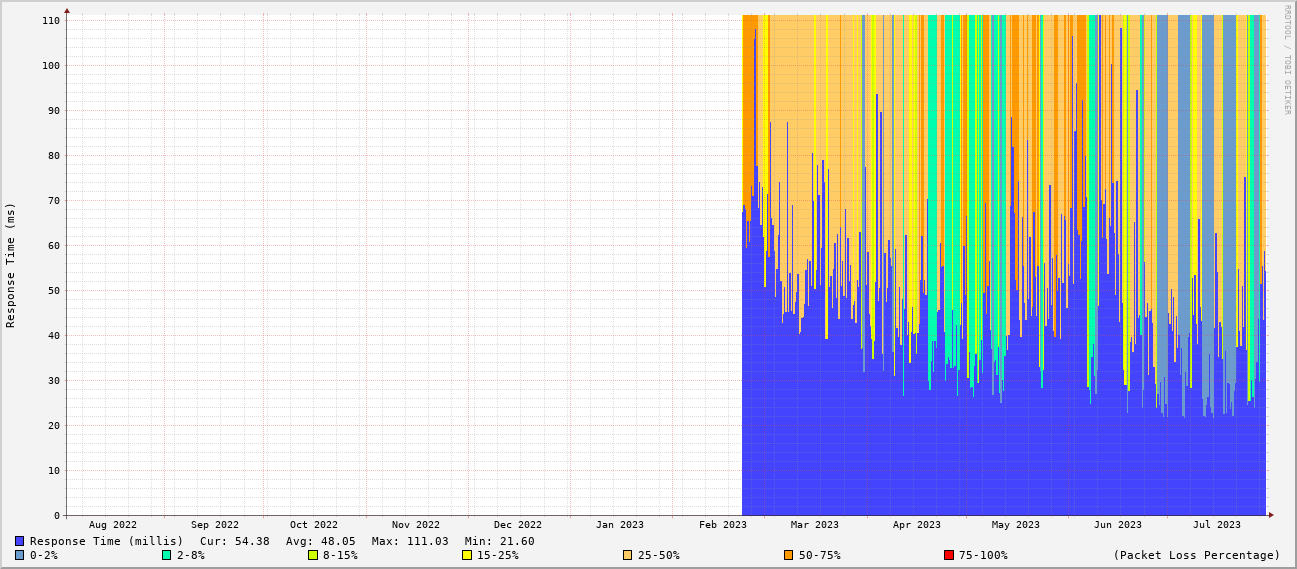 RRDTOOL / TOBI OETIKER
Response Time (ms)
110
100
90
80
70
60
50
40
30
20
10
0
Aug 2022 Sep 2022 Oct 2022 Nov 2022 Dec 2022 Jan 2023 Feb 2023 Mar 2023 Apr 2023 May 2023 Jun 2023 Jul 2023
Response Time (millis) Cur: 54.38 Avg: 48.05 Max: 111.03 Min: 21.60
0-2% 2-8% 8-15% 15-25% 25-50% 50-75% 75-100% (Packet Loss Percentage)